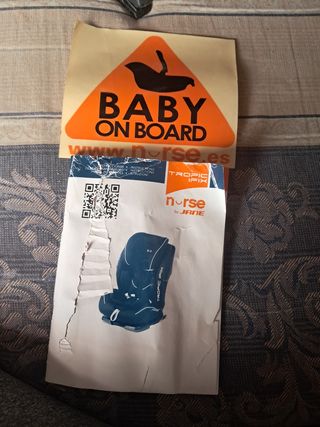 BABY
ON BOARD
www.nurse.es
TROPIC
IFIX
nurse
by JANE